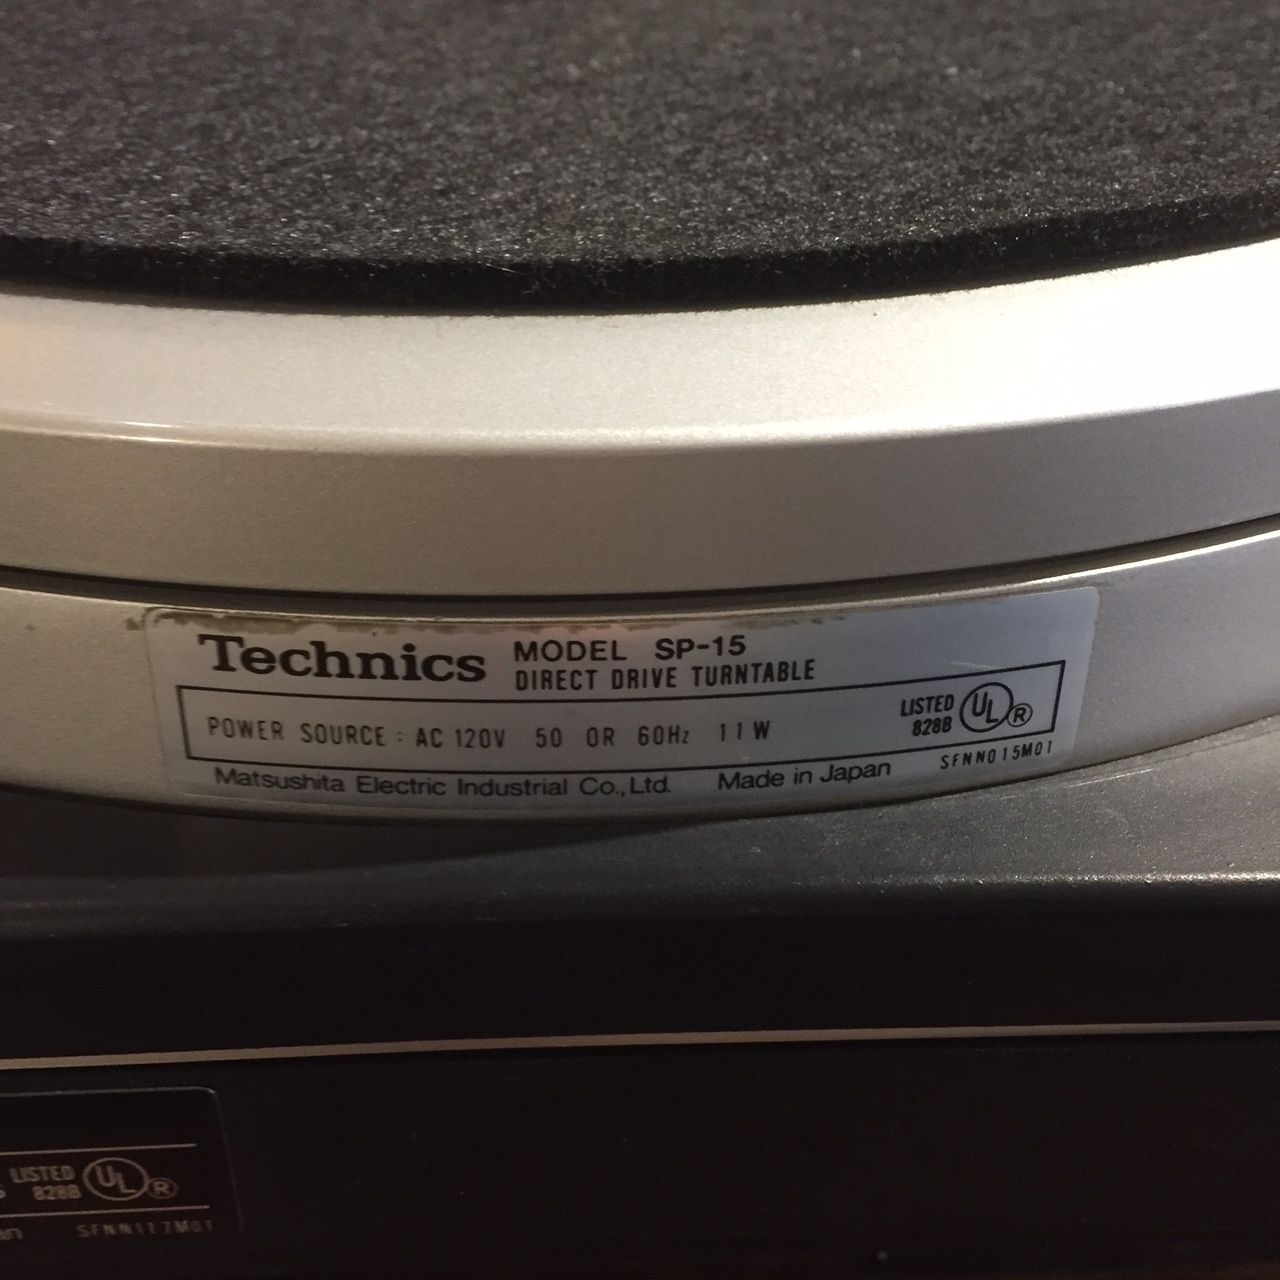 Technics MODEL SP-15
DIRECT DRIVE TURNTABLE
POWER SOURCE : AC 120V 50 OR 60Hz 11W
LISTED
828B
UL ®
SFNN015M01
Matsushita Electric Industrial Co., Ltd. Made in Japan
LISTED
828B
UL ®
SFNN117M01